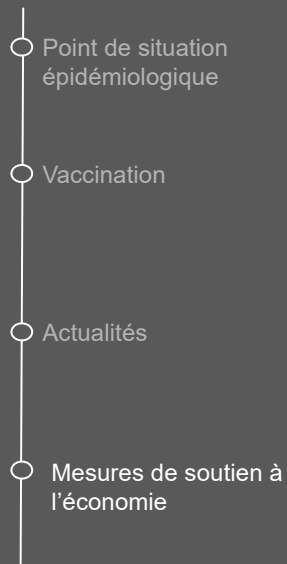 Point de situation
épidémiologique
Vaccination
Actualités
Mesures de soutien à
l’économie